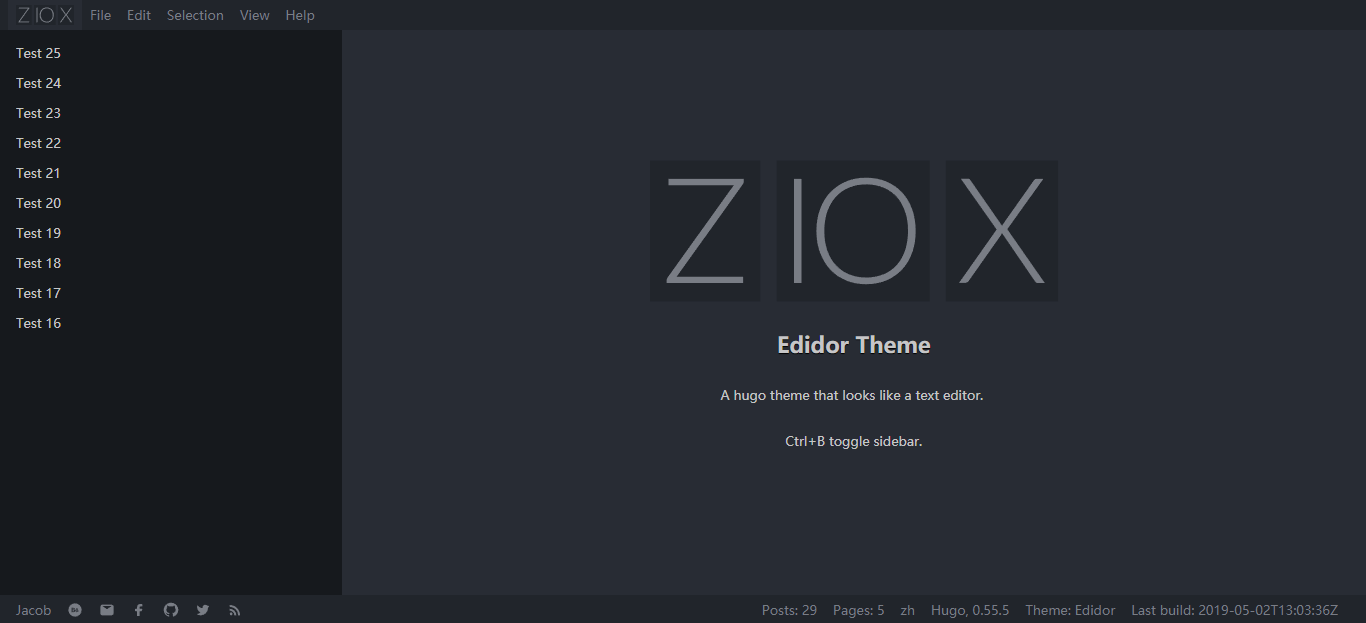 ZIOX File Edit Selection View Help
Test 25
Test 24
Test 23
Test 22
Test 21
Test 20
Test 19
Test 18
Test 17
Test 16
Z IO X
Edidor Theme
A hugo theme that looks like a text editor.
Ctrl+B toggle sidebar.
Jacob Bē Posts: 29 Pages: 5 zh Hugo, 0.55.5 Theme: Edidor Last build: 2019-05-02T13:03:36Z